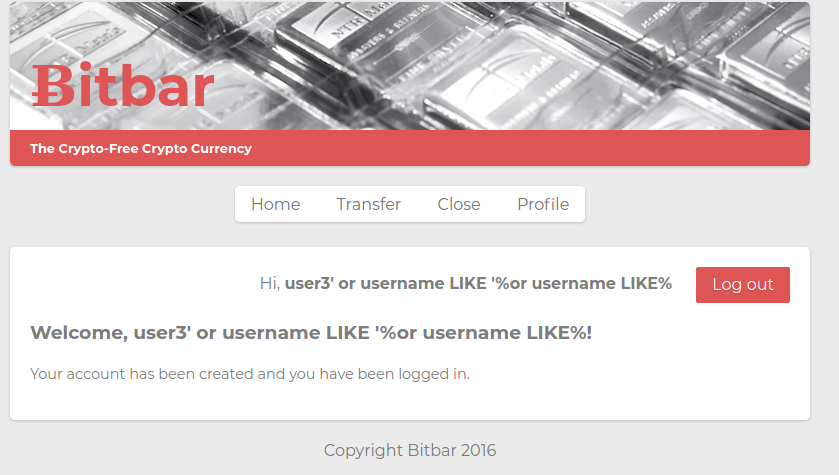 Ƀitbar
The Crypto-Free Crypto Currency
Home Transfer Close Profile
Hi, user3' or username LIKE '%or username LIKE% Log out
Welcome, user3' or username LIKE '%or username LIKE%!
Your account has been created and you have been logged in.
Copyright Bitbar 2016